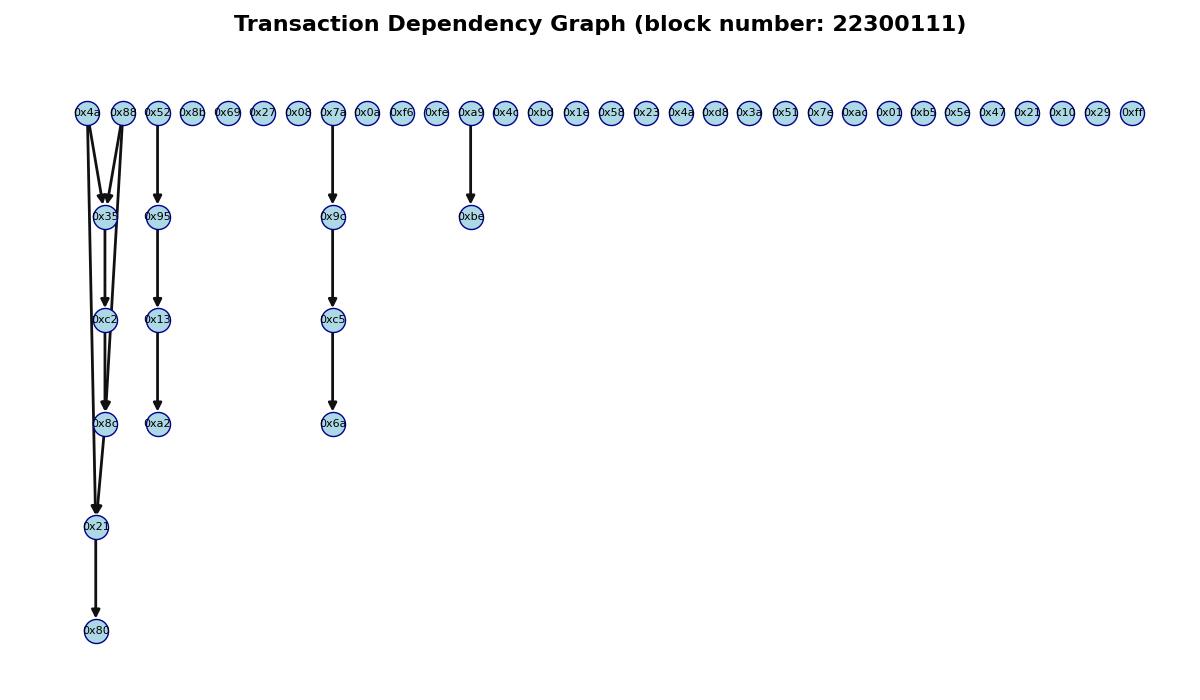 Transaction Dependency Graph (block number: 22300111)
0x4a 0x88 0x52 0x8b 0x69 0x27 0x08 0x7a 0x0a 0xf6 0xfe 0xa9 0x4c 0xbd 0x1e 0x58 0x23 0x4a 0xd8 0x3a 0x51 0x7e 0xac 0x01 0xb5 0x5e 0x47 0x21 0x10 0x29 0xff
0x35 0x95 0x9c 0xbe
0xc2 0x13 0xc5
0x8c 0xa2 0x6a
0x21
0x80